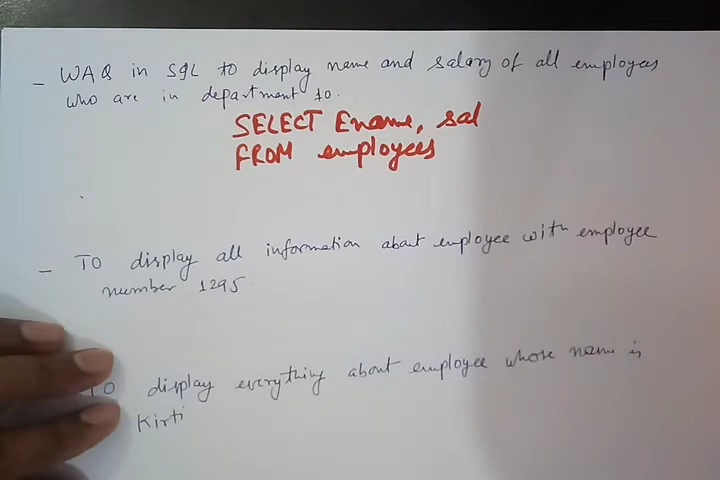 - WAQ in SQL to display name and salary of all employees
who are in department 10.
SELECT Ename, sal
FROM employees
- TO display all information about employee with employee
number 1295
TO display everything about employee whose name is
Kirti